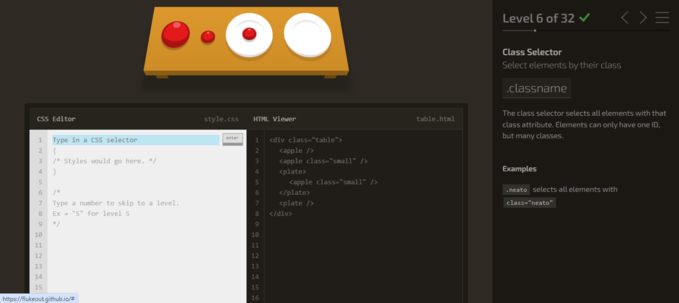 Level 6 of 32
Class Selector
Select elements by their class
.classname
The class selector selects all elements with that
class attribute. Elements can only have one ID,
but many classes.
Examples
.neato selects all elements with
class="neato"
CSS Editor style.css
1 Type in a CSS selector enter
2 {
3 /* Styles would go here. */
4 }
5
6 /*
7 Type a number to skip to a level.
8 Ex → "5" for level 5
9 */
10
11
12
13
14
15
HTML Viewer table.html
1 <div class="table">
2 <apple />
3 <apple class="small" />
4 <plate>
5 <apple class="small" />
6 </plate>
7 <plate />
8 </div>
9
10
11
12
13
14
15
16
https://flukeout.github.io/#